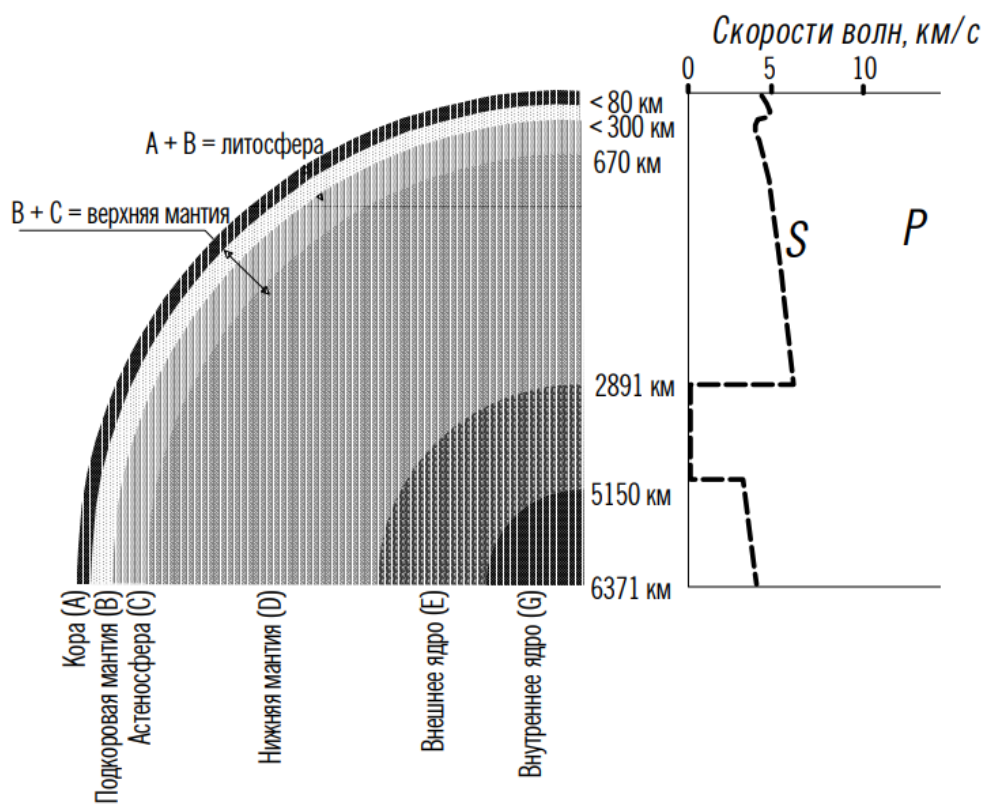 Скорости волн, км/с
0 5 10
< 80 км
< 300 км
А + В = литосфера
670 км
В + С = верхняя мантия
S
P
2891 км
5150 км
6371 км
Кора (А)
Подкоровая мантия (В)
Астеносфера (С)
Нижняя мантия (D)
Внешнее ядро (E)
Внутреннее ядро (G)